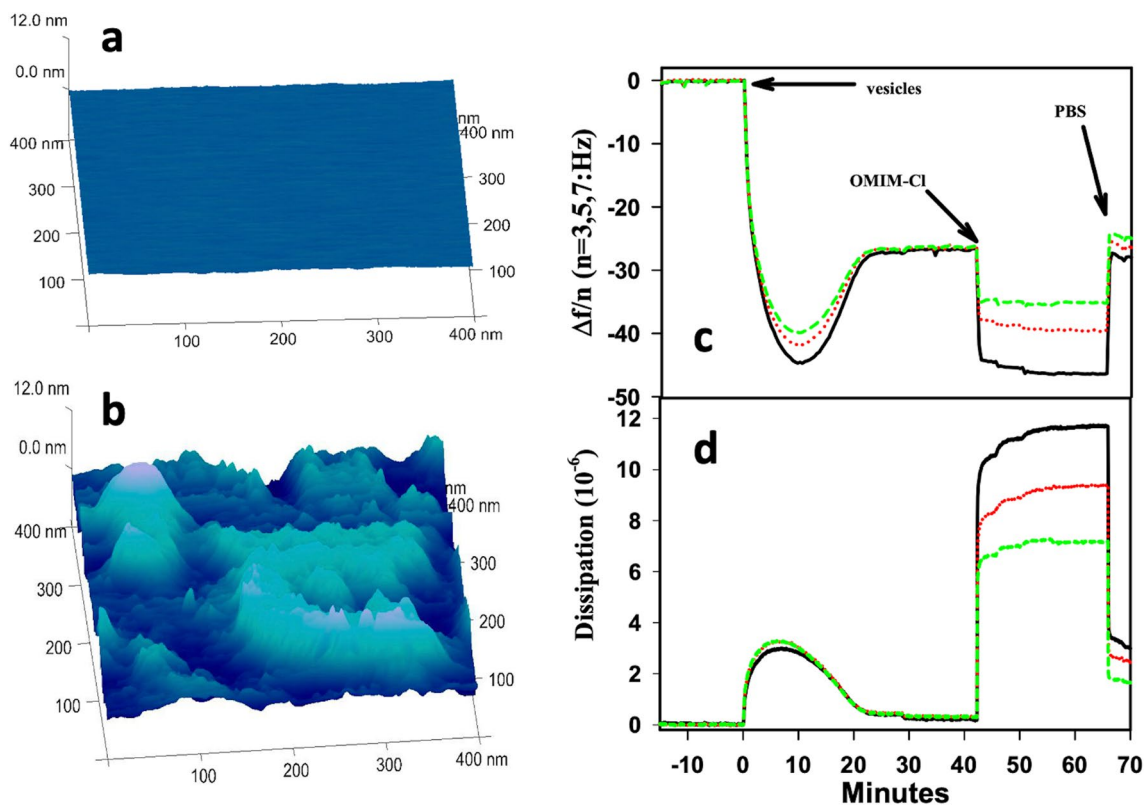 12.0 nm
a
0.0 nm
nm
400 nm
400 nm
300
300
200
200
100
100
100
200
300
400 nm
12.0 nm
b
0.0 nm
nm
400 nm
400 nm
300
300
200
200
100
100
100
200
300
400 nm
0
-10
-20
-30
-40
-50
Δf/n (n=3,5,7:Hz)
vesicles
PBS
OMIM-Cl
c
12
10
8
6
4
2
0
Dissipation (10⁻⁶)
d
-10 0 10 20 30 40 50 60 70
Minutes